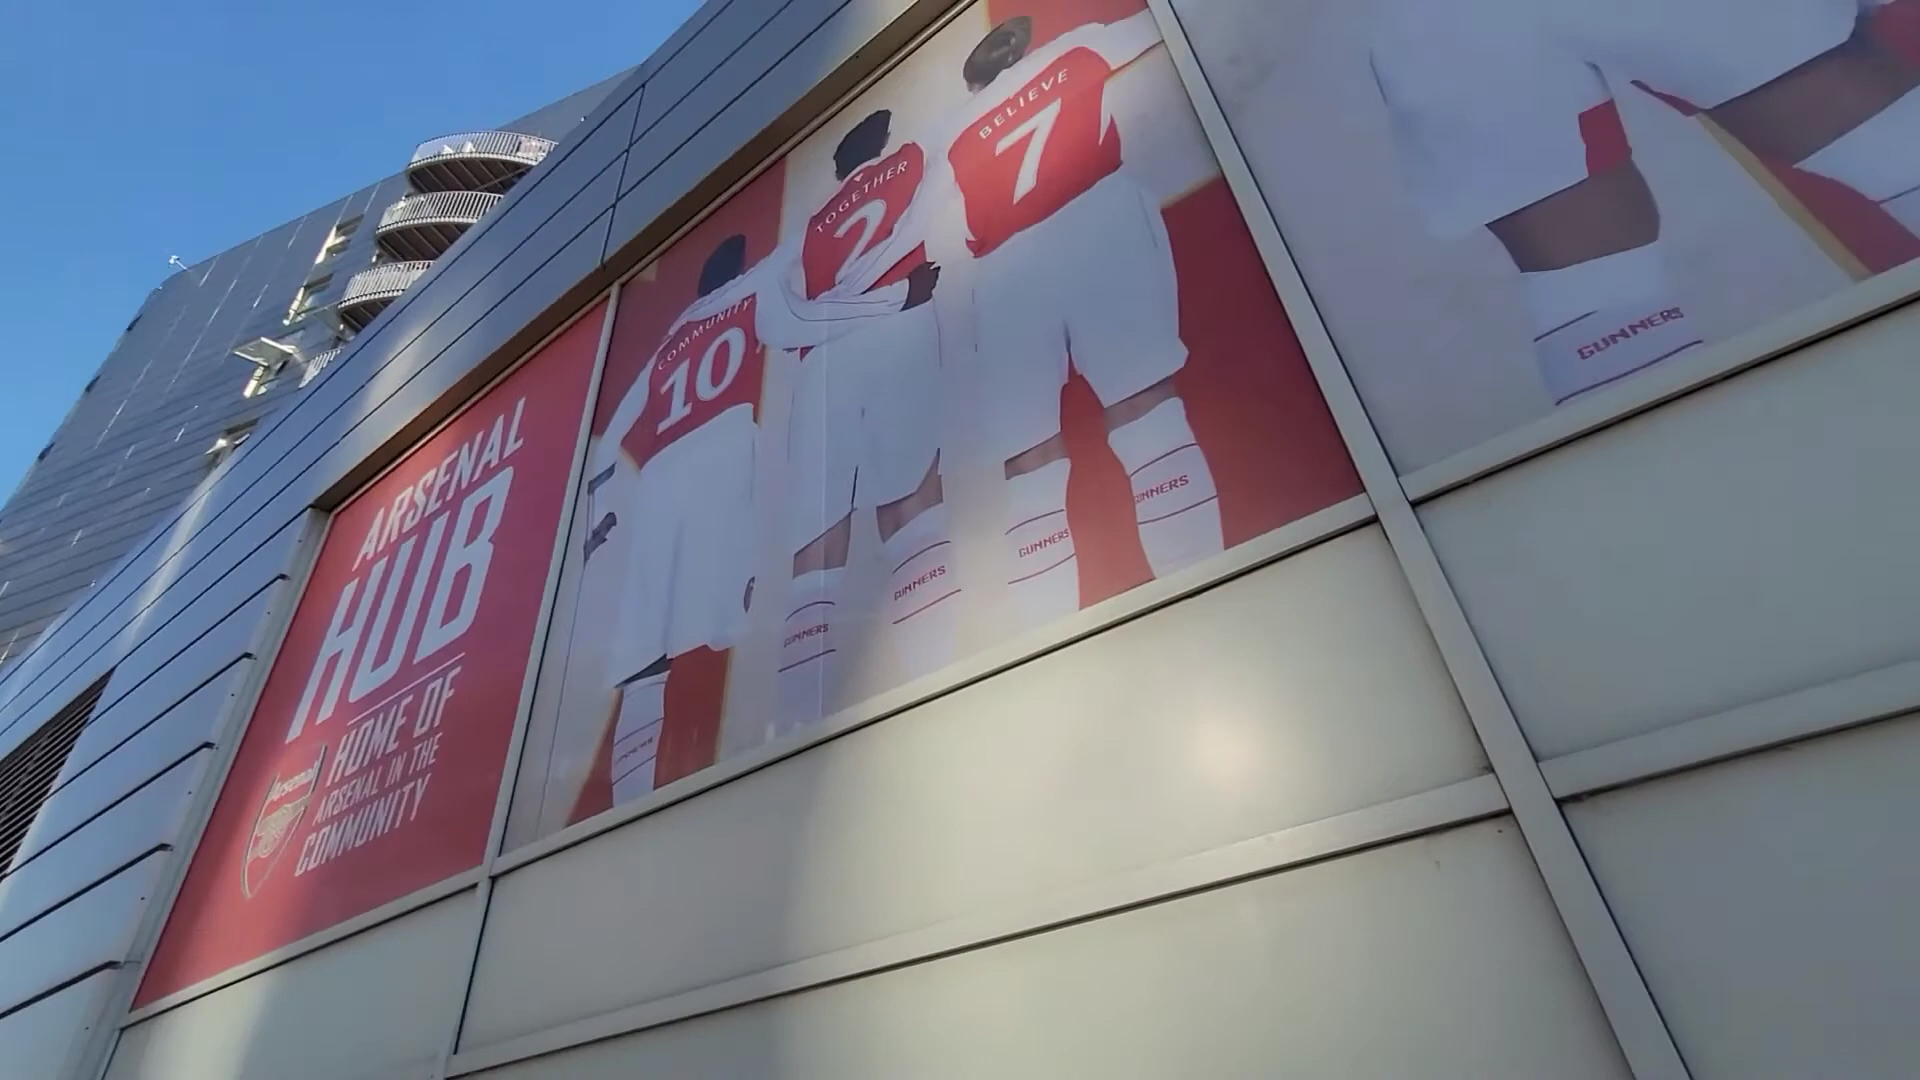 ARSENAL
HUB
HOME OF
ARSENAL IN THE
COMMUNITY
Arsenal
COMMUNITY
10
TOGETHER
2
BELIEVE
7
GUNNERS
GUNNERS
GUNNERS
GUNNERS
GUNNERS